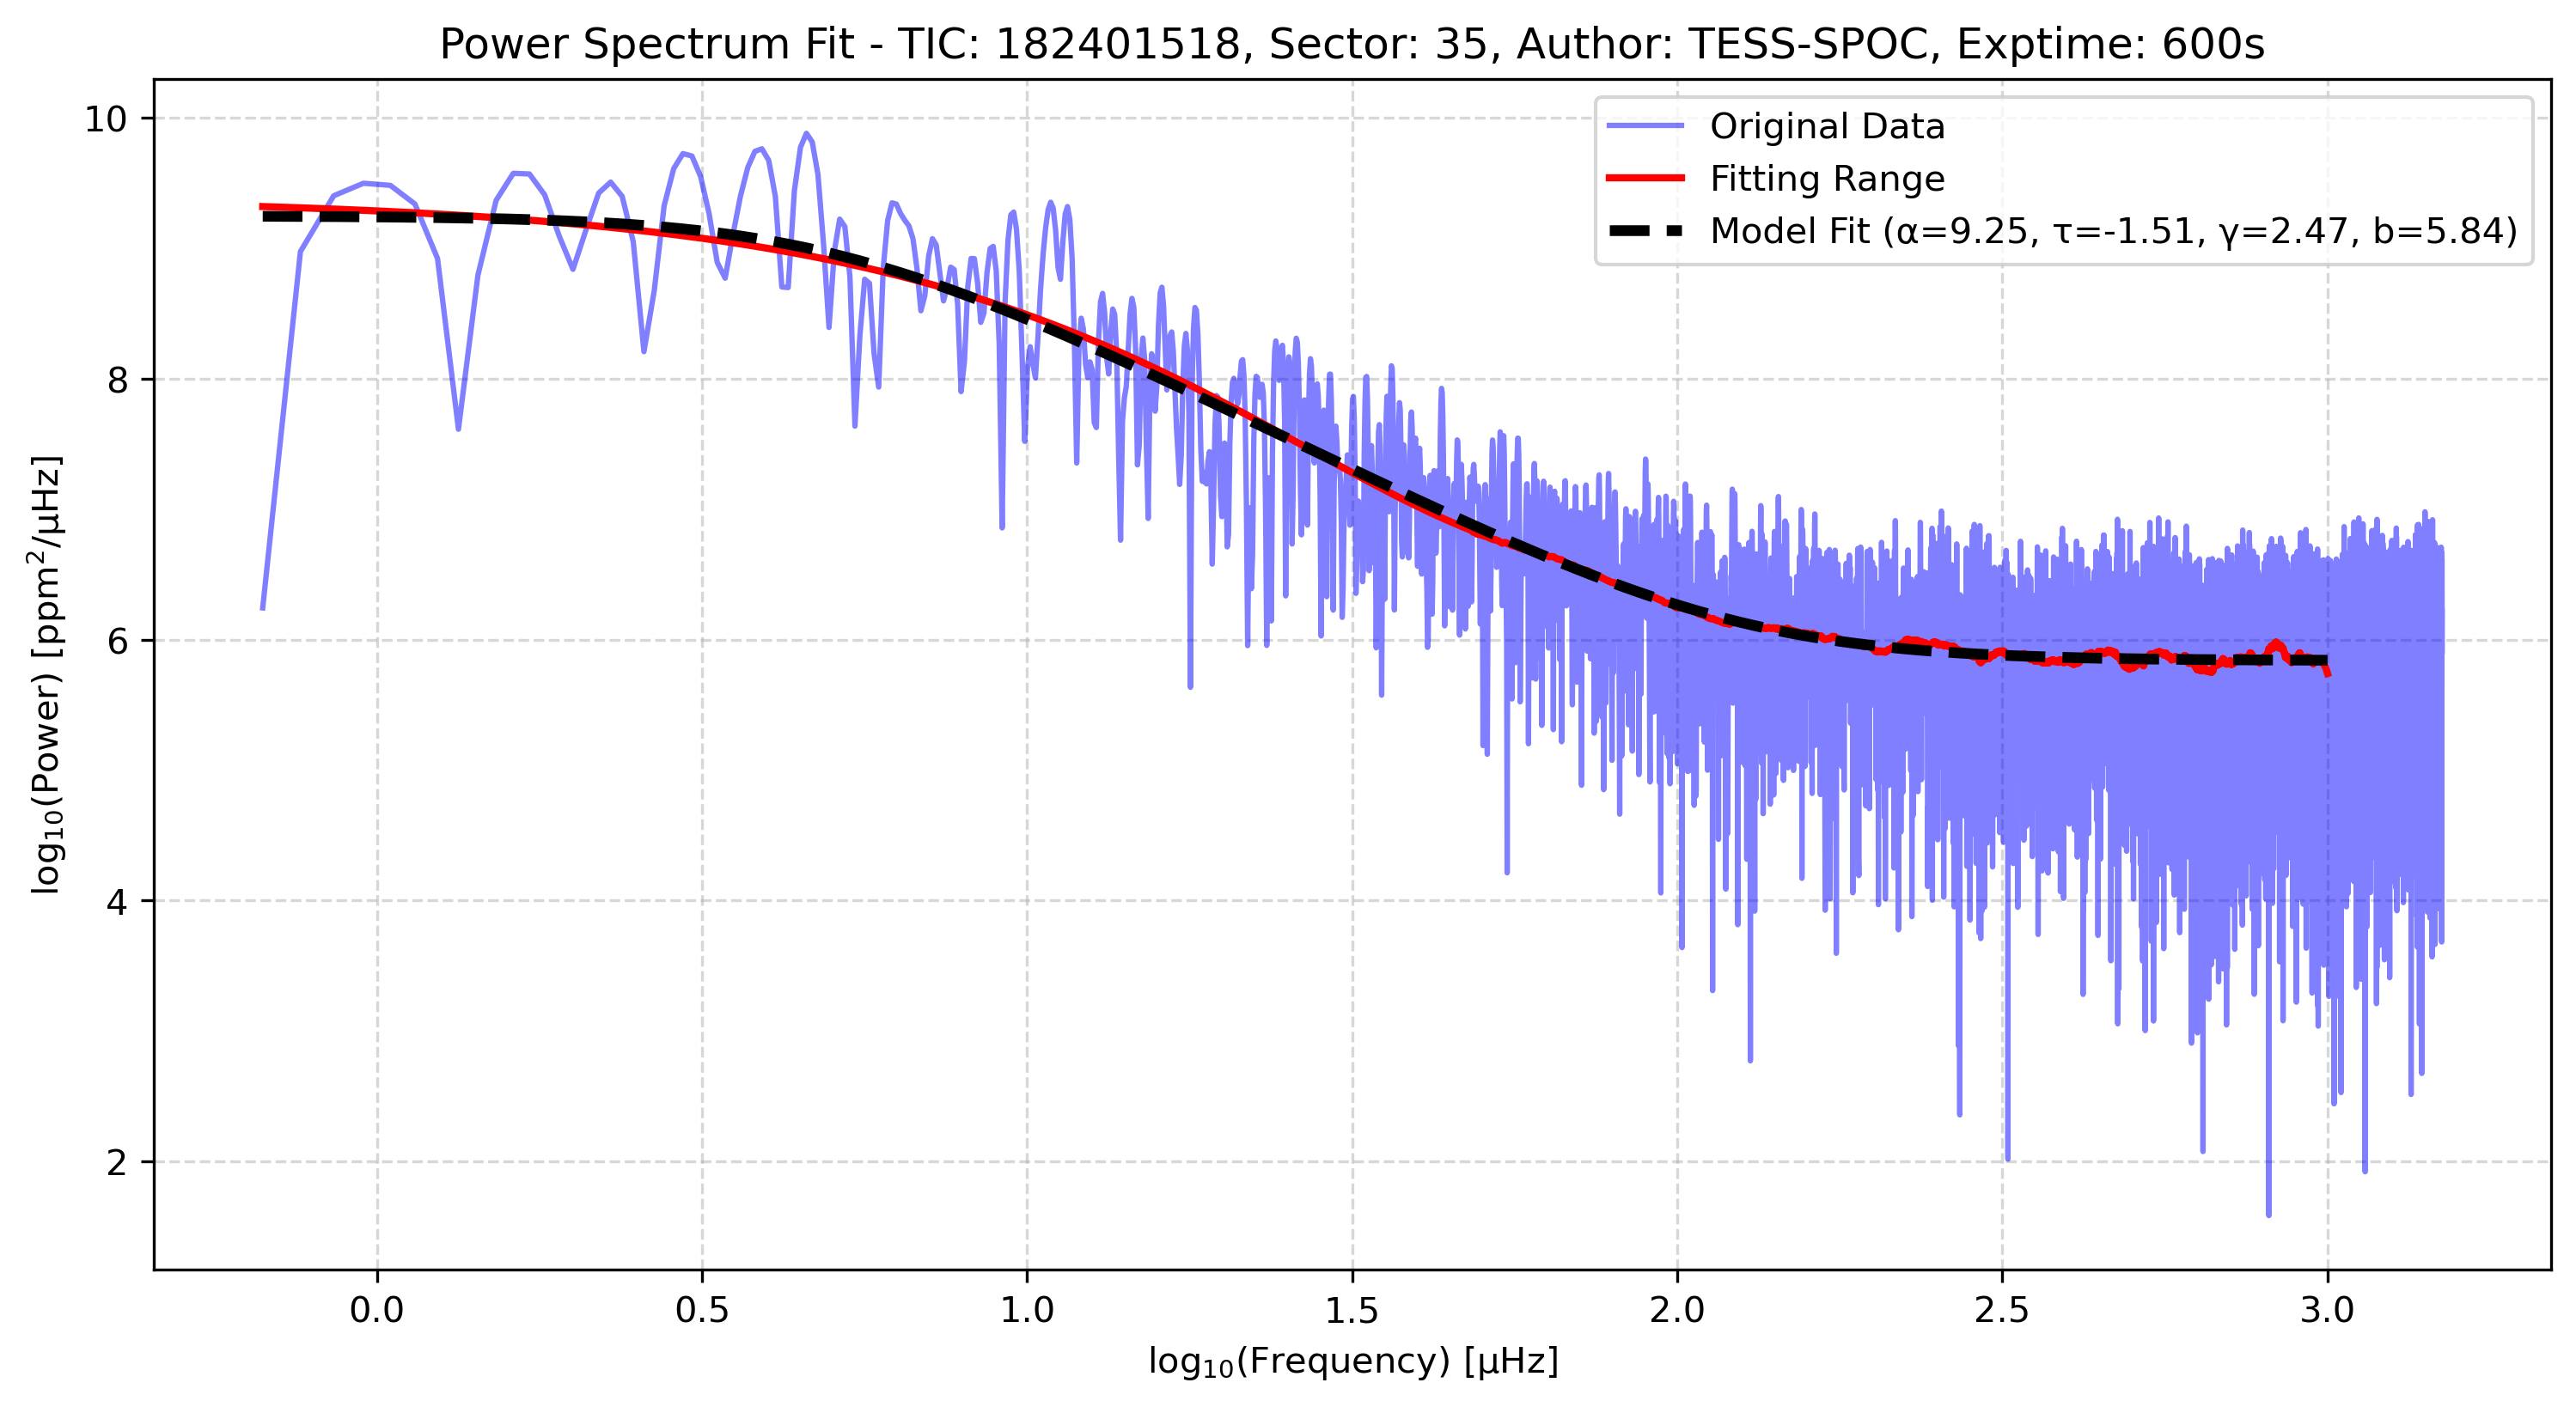 Power Spectrum Fit - TIC: 182401518, Sector: 35, Author: TESS-SPOC, Exptime: 600s
Original Data
Fitting Range
Model Fit (α=9.25, τ=-1.51, γ=2.47, b=5.84)
log₁₀(Power) [ppm²/μHz]
10
8
6
4
2
0.0 0.5 1.0 1.5 2.0 2.5 3.0
log₁₀(Frequency) [μHz]